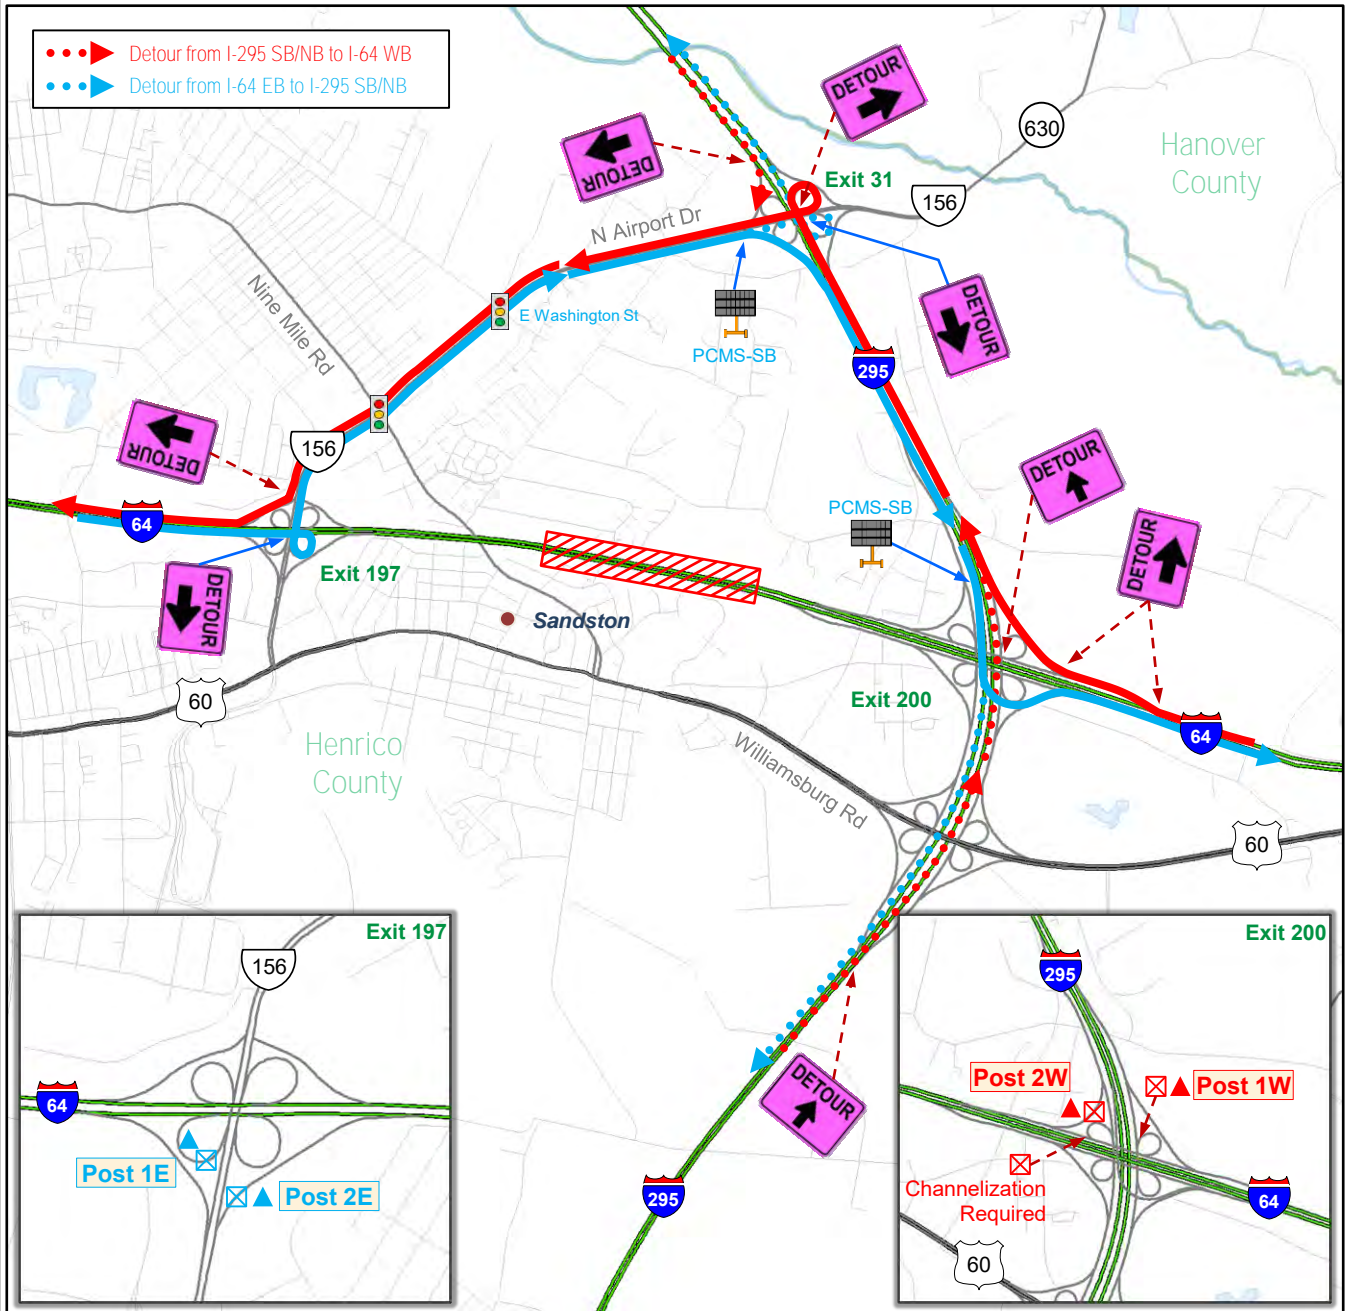 Detour from I-295 SB/NB to I-64 WB
Detour from I-64 EB to I-295 SB/NB
DETOUR
630
Hanover
County
DETOUR
Exit 31
156
N Airport Dr
Nine Mile Rd
E Washington St
PCMS-SB
DETOUR
295
DETOUR
156
DETOUR
PCMS-SB
64
DETOUR
Exit 197
DETOUR
Sandston
60
Exit 200
64
Henrico
County
Williamsburg Rd
60
DETOUR
295
Exit 197
156
64
Post 1E
Post 2E
Exit 200
295
Post 2W
Post 1W
Channelization
Required
64
60